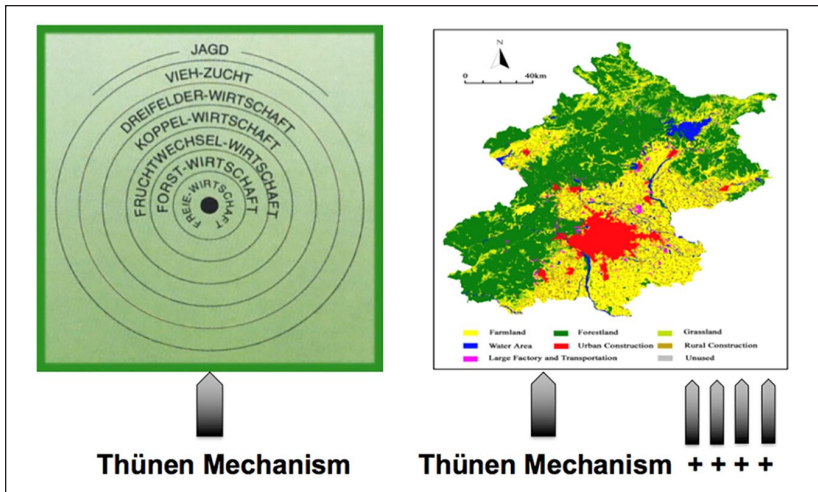 JAGD
VIEH-ZUCHT
DREIFELDER-WIRTSCHAFT
KOPPEL-WIRTSCHAFT
FRUCHTWECHSEL-WIRTSCHAFT
FORST-WIRTSCHAFT
FREIE-WIRTSCHAFT
N
0 40km
Farmland Forestland Grassland
Water Area Urban Construction Rural Construction
Large Factory and Transportation Unused
Thünen Mechanism
Thünen Mechanism + + + +